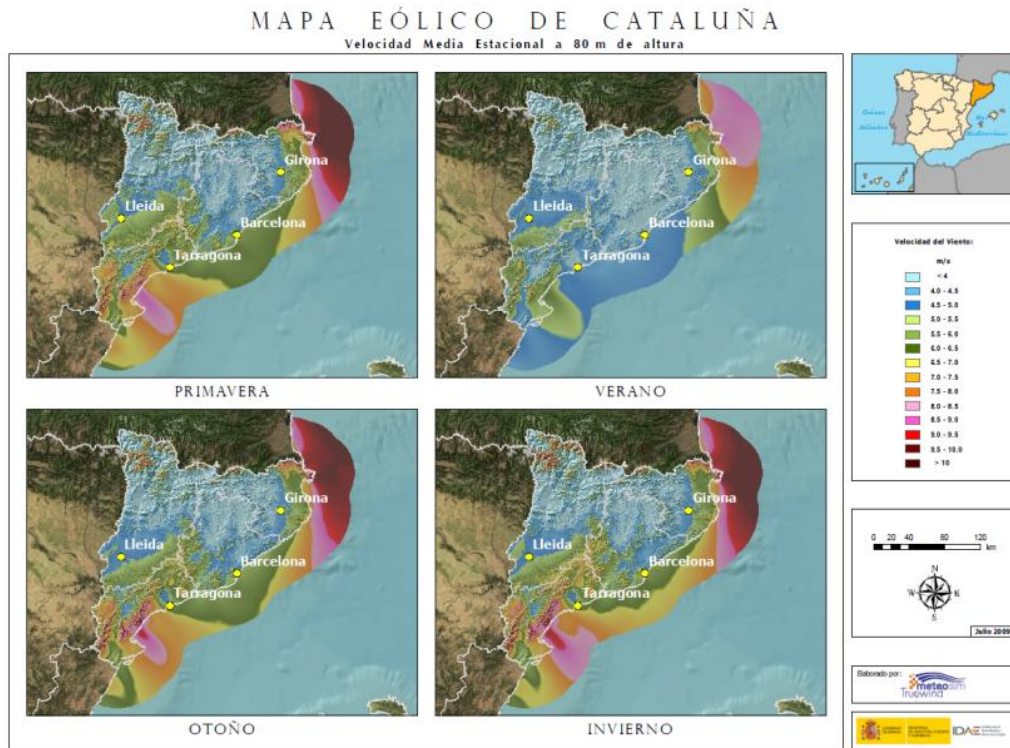 MAPA EÓLICO DE CATALUÑA
Velocidad Media Estacional a 80 m de altura
Girona
Lleida
Barcelona
Tarragona
PRIMAVERA
Girona
Lleida
Barcelona
Tarragona
VERANO
Girona
Lleida
Barcelona
Tarragona
OTOÑO
Girona
Lleida
Barcelona
Tarragona
INVIERNO
Velocidad del Viento:
m/s
< 4
4.0 - 4.5
4.5 - 5.0
5.0 - 5.5
5.5 - 6.0
6.0 - 6.5
6.5 - 7.0
7.0 - 7.5
7.5 - 8.0
8.0 - 8.5
8.5 - 9.0
9.0 - 9.5
9.5 - 10.0
> 10
0 20 40 80 120
km
N
W E
S
Julio 2009
Elaborado por:
meteosim
Truewind
IDAE